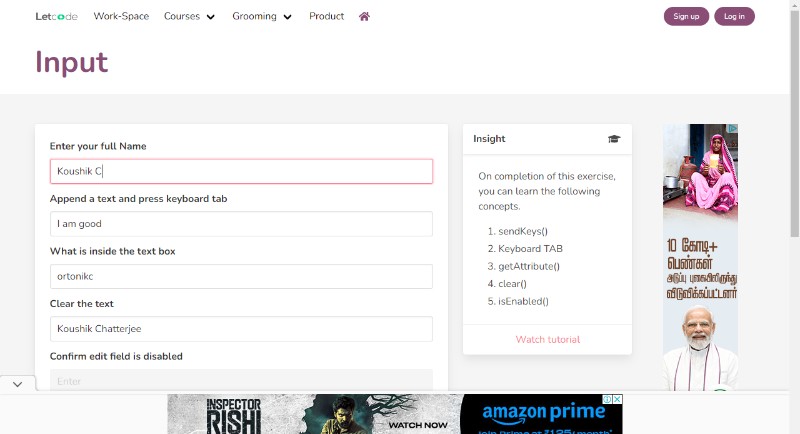 Letcode
Work-Space
Courses
Grooming
Product
Sign up
Log in
Input
Enter your full Name
Koushik C
Append a text and press keyboard tab
I am good
What is inside the text box
ortonikc
Clear the text
Koushik Chatterjee
Confirm edit field is disabled
Enter
Insight
On completion of this exercise,
you can learn the following
concepts.
1. sendKeys()
2. Keyboard TAB
3. getAttribute()
4. clear()
5. isEnabled()
Watch tutorial
10 கோடி+
பெண்கள்
அடுப்பு புகையிலிருந்து
விடுவிக்கப்பட்டனர்
INSPECTOR
RISHI
WATCH NOW
amazon prime
Join Prime at ₹125/month*